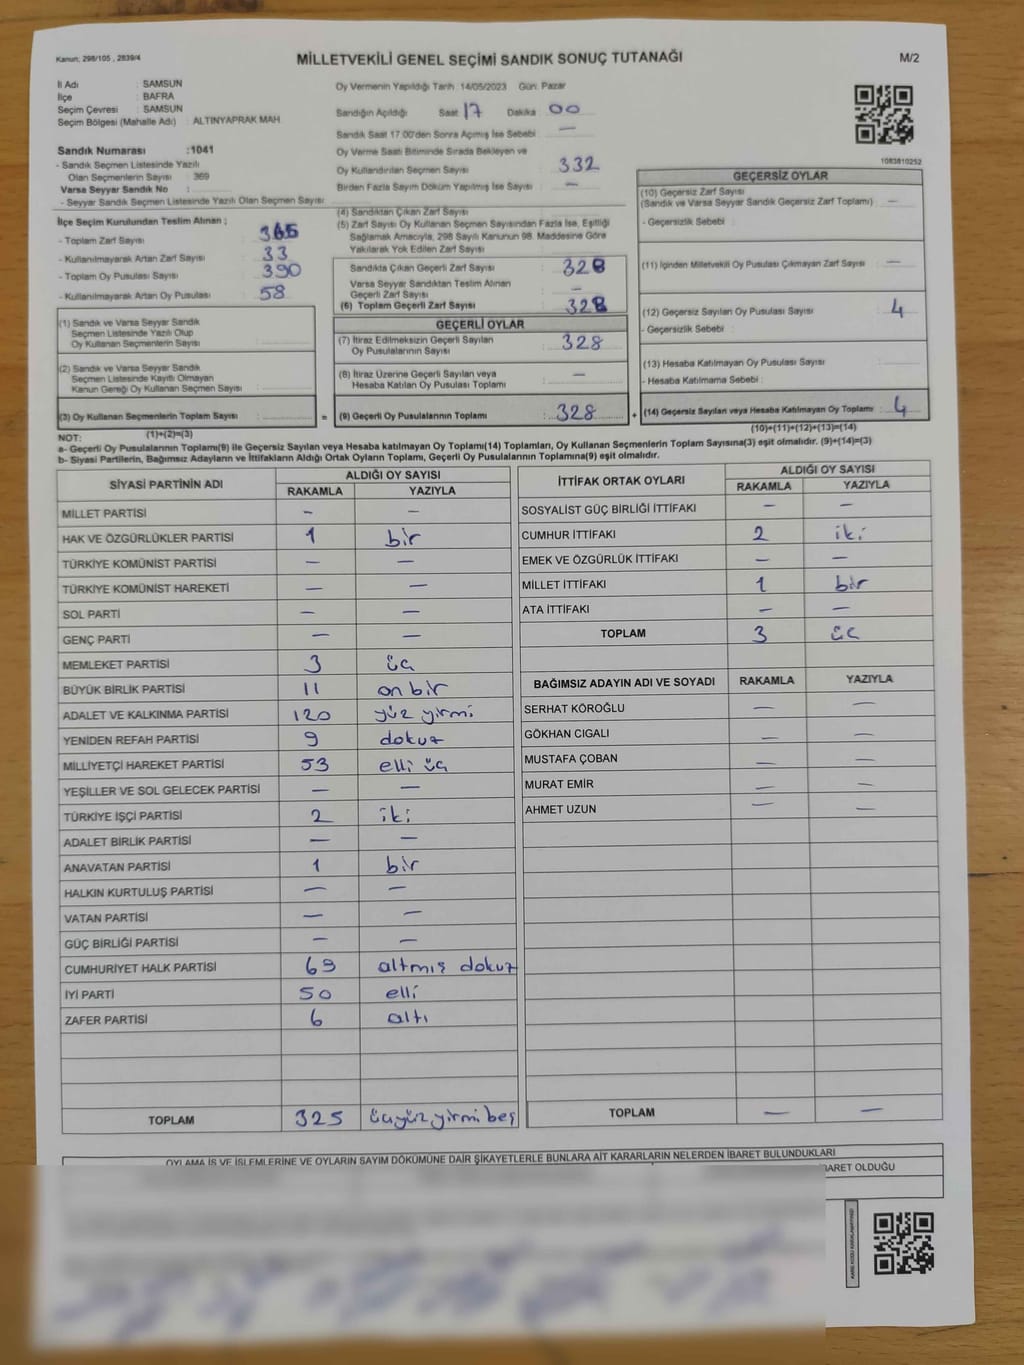 Kanun: 298/105 , 2839/4
MİLLETVEKİLİ GENEL SEÇİMİ SANDIK SONUÇ TUTANAĞI
M/2
İl Adı : SAMSUN
İlçe : BAFRA
Seçim Çevresi : SAMSUN
Seçim Bölgesi (Mahalle Adı) : ALTINYAPRAK MAH
Sandık Numarası :1041
- Sandık Seçmen Listesinde Yazılı
Olan Seçmenlerin Sayısı : 369
Varsa Seyyar Sandık No :
- Seyyar Sandık Seçmen Listesinde Yazılı Olan Seçmen Sayısı
Oy Vermenin Yapıldığı Tarih :14/05/2023 Gün: Pazar
Sandığın Açıldığı Saat 17 Dakika 00
Sandık Saat 17:00'den Sonra Açılmış İse Sebebi : —
Oy Verme Saati Bitiminde Sırada Bekleyen ve
Oy Kullandırılan Seçmen Sayısı : 332
Birden Fazla Sayım Döküm Yapılmış İse Sayısı : —
1083810252
İlçe Seçim Kurulundan Teslim Alınan ;
- Toplam Zarf Sayısı : 365
- Kullanılmayarak Artan Zarf Sayısı : 33
- Toplam Oy Pusulası Sayısı : 390
- Kullanılmayarak Artan Oy Pusulası : 58
(1) Sandık ve Varsa Seyyar Sandık
Seçmen Listesinde Yazılı Olup
Oy Kullanan Seçmenlerin Sayısı :
(2) Sandık ve Varsa Seyyar Sandık
Seçmen Listesinde Kayıtlı Olmayan
Kanun Gereği Oy Kullanan Seçmen Sayısı :
(3) Oy Kullanan Seçmenlerin Toplam Sayısı :
(1)+(2)=(3)
(4) Sandıktan Çıkan Zarf Sayısı :
(5) Zarf Sayısı Oy Kullanan Seçmen Sayısından Fazla İse, Eşitliği
Sağlamak Amacıyla, 298 Sayılı Kanunun 98. Maddesine Göre
Yakılarak Yok Edilen Zarf Sayısı
Sandıkta Çıkan Geçerli Zarf Sayısı : 328
Varsa Seyyar Sandıktan Teslim Alınan
Geçerli Zarf Sayısı : —
(6) Toplam Geçerli Zarf Sayısı : 328
GEÇERLİ OYLAR
(7) İtiraz Edilmeksizin Geçerli Sayılan
Oy Pusulalarının Sayısı : 328
(8) İtiraz Üzerine Geçerli Sayılan veya
Hesaba Katılan Oy Pusulası Toplamı : —
= (9) Geçerli Oy Pusulalarının Toplamı : 328
GEÇERSİZ OYLAR
(10) Geçersiz Zarf Sayısı
(Sandık ve Varsa Seyyar Sandık Geçersiz Zarf Toplamı) : —
- Geçersizlik Sebebi :
(11) İçinden Milletvekili Oy Pusulası Çıkmayan Zarf Sayısı : —
(12) Geçersiz Sayılan Oy Pusulası Sayısı : 4
- Geçersizlik Sebebi :
(13) Hesaba Katılmayan Oy Pusulası Sayısı :
- Hesaba Katılmama Sebebi :
+ (14) Geçersiz Sayılan veya Hesaba Katılmayan Oy Toplamı : 4
(10)+(11)+(12)+(13)=(14)
NOT:
a- Geçerli Oy Pusulalarının Toplamı(9) ile Geçersiz Sayılan veya Hesaba katılmayan Oy Toplamı(14) Toplamları, Oy Kullanan Seçmenlerin Toplam Sayısına(3) eşit olmalıdır. (9)+(14)=(3)
b- Siyasi Partilerin, Bağımsız Adayların ve İttifakların Aldığı Ortak Oyların Toplamı, Geçerli Oy Pusulalarının Toplamına(9) eşit olmalıdır.
SİYASİ PARTİNİN ADI ALDIĞI OY SAYISI
RAKAMLA YAZIYLA
MİLLET PARTİSİ — —
HAK VE ÖZGÜRLÜKLER PARTİSİ 1 bir
TÜRKİYE KOMÜNİST PARTİSİ — —
TÜRKİYE KOMÜNİST HAREKETİ — —
SOL PARTİ — —
GENÇ PARTİ — —
MEMLEKET PARTİSİ 3 üç
BÜYÜK BİRLİK PARTİSİ 11 on bir
ADALET VE KALKINMA PARTİSİ 120 yüz yirmi
YENİDEN REFAH PARTİSİ 9 dokuz
MİLLİYETÇİ HAREKET PARTİSİ 53 elli üç
YEŞİLLER VE SOL GELECEK PARTİSİ — —
TÜRKİYE İŞÇİ PARTİSİ 2 iki
ADALET BİRLİK PARTİSİ — —
ANAVATAN PARTİSİ 1 bir
HALKIN KURTULUŞ PARTİSİ — —
VATAN PARTİSİ — —
GÜÇ BİRLİĞİ PARTİSİ — —
CUMHURİYET HALK PARTİSİ 69 altmış dokuz
İYİ PARTİ 50 elli
ZAFER PARTİSİ 6 altı
TOPLAM 325 üçyüz yirmi beş
İTTİFAK ORTAK OYLARI ALDIĞI OY SAYISI
RAKAMLA YAZIYLA
SOSYALİST GÜÇ BİRLİĞİ İTTİFAKI — —
CUMHUR İTTİFAKI 2 iki
EMEK VE ÖZGÜRLÜK İTTİFAKI — —
MİLLET İTTİFAKI 1 bir
ATA İTTİFAKI — —
TOPLAM 3 üç
BAĞIMSIZ ADAYIN ADI VE SOYADI RAKAMLA YAZIYLA
SERHAT KÖROĞLU — —
GÖKHAN CIGALI — —
MUSTAFA ÇOBAN — —
MURAT EMİR — —
AHMET UZUN — —
TOPLAM — —
OYLAMA İŞ VE İŞLEMLERİNE VE OYLARIN SAYIM DÖKÜMÜNE DAİR ŞİKAYETLERLE BUNLARA AİT KARARLARIN NELERDEN İBARET BULUNDUKLARI
BARET OLDUĞU